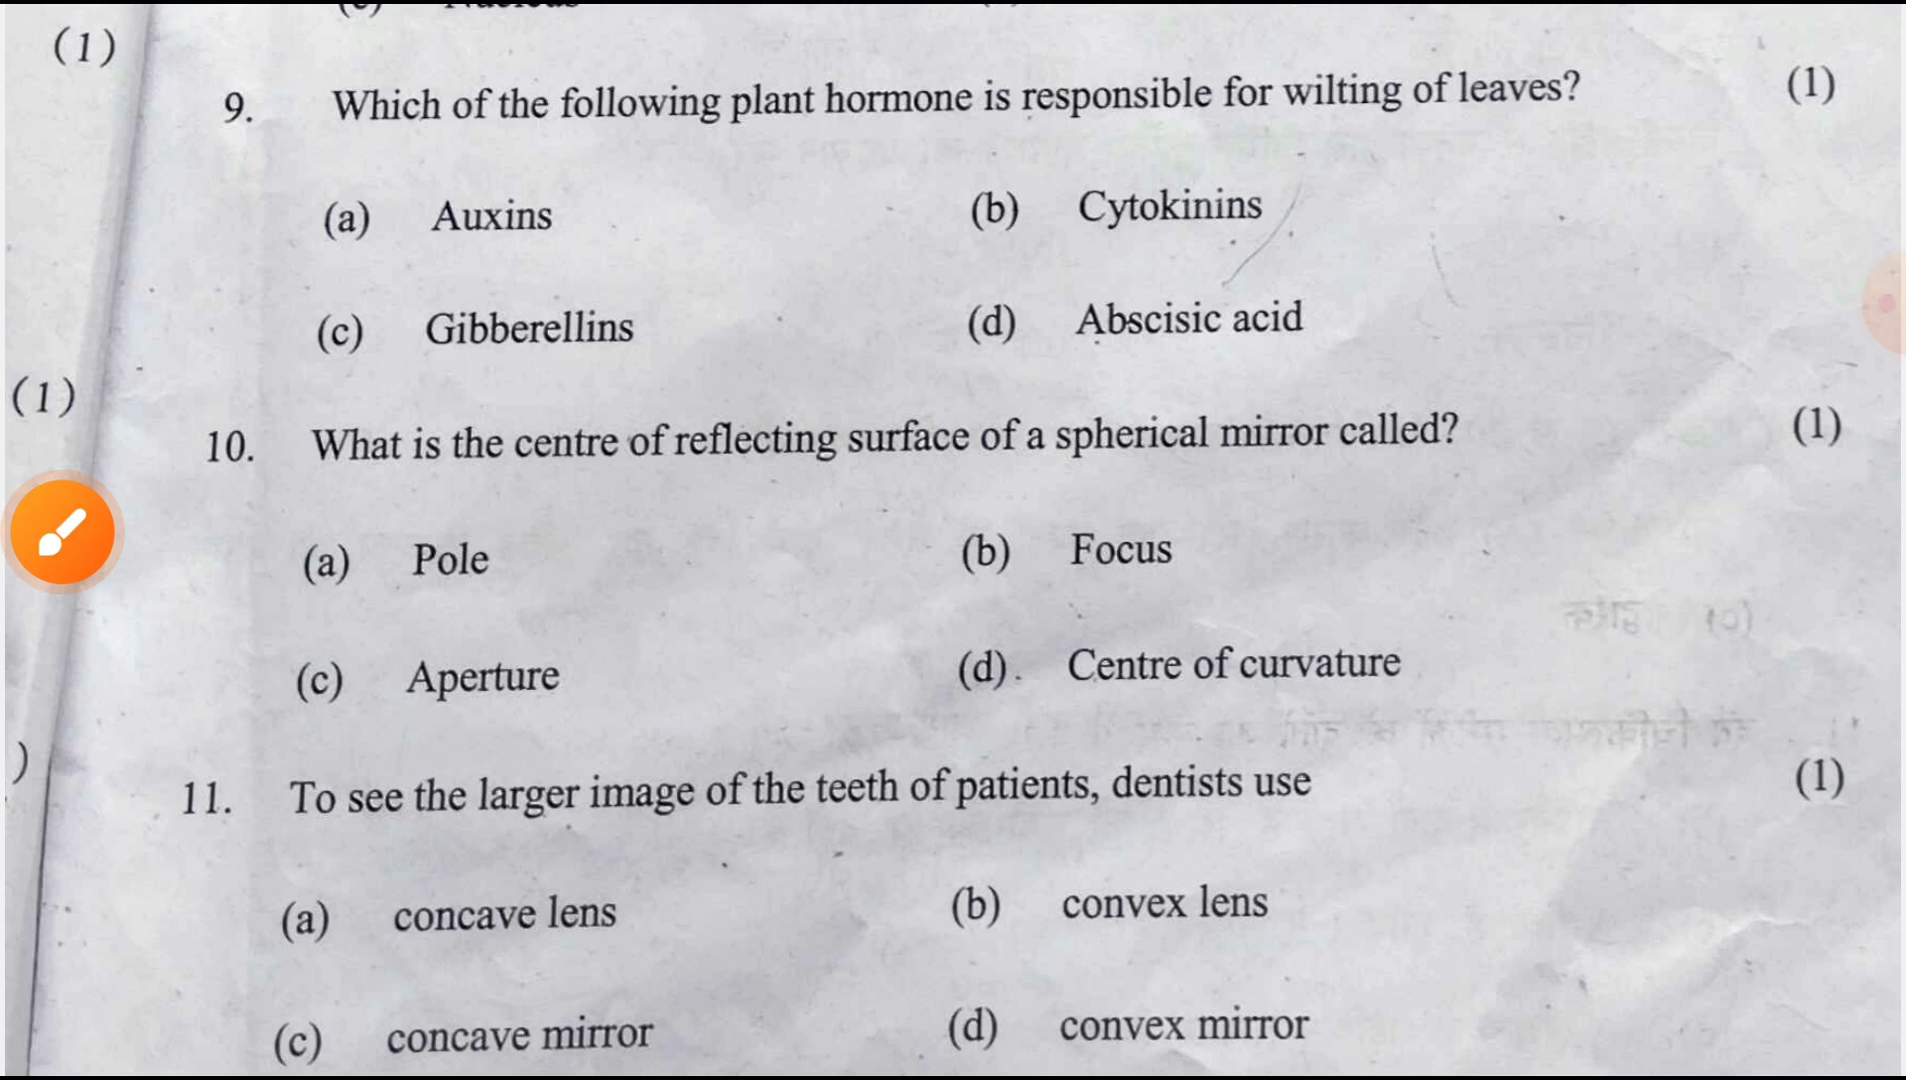 (1)
9. Which of the following plant hormone is responsible for wilting of leaves? (1)
(a) Auxins (b) Cytokinins
(c) Gibberellins (d) Abscisic acid
(1)
10. What is the centre of reflecting surface of a spherical mirror called? (1)
(a) Pole (b) Focus
(c) Aperture (d). Centre of curvature
)
11. To see the larger image of the teeth of patients, dentists use (1)
(a) concave lens (b) convex lens
(c) concave mirror (d) convex mirror